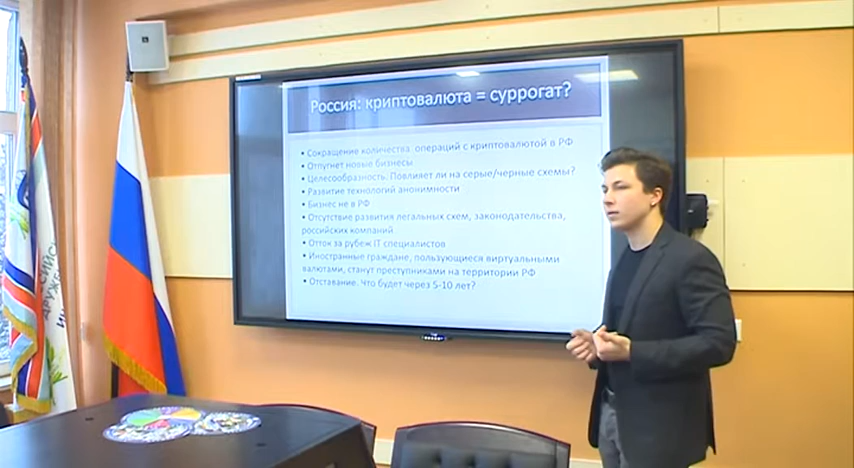 Россия: криптовалюта = суррогат?
• Сокращение количества операций с криптовалютой в РФ
• Отпугнет новые бизнесы
• Целесообразность. Повлияет ли на серые/черные схемы?
• Развитие технологий анонимности
• Бизнес не в РФ
• Отсутствие развития легальных схем, законодательства,
российских компаний
• Отток за рубеж IT специалистов
• Иностранные граждане, пользующиеся виртуальными
валютами, станут преступниками на территории РФ
• Отставание. Что будет через 5-10 лет?